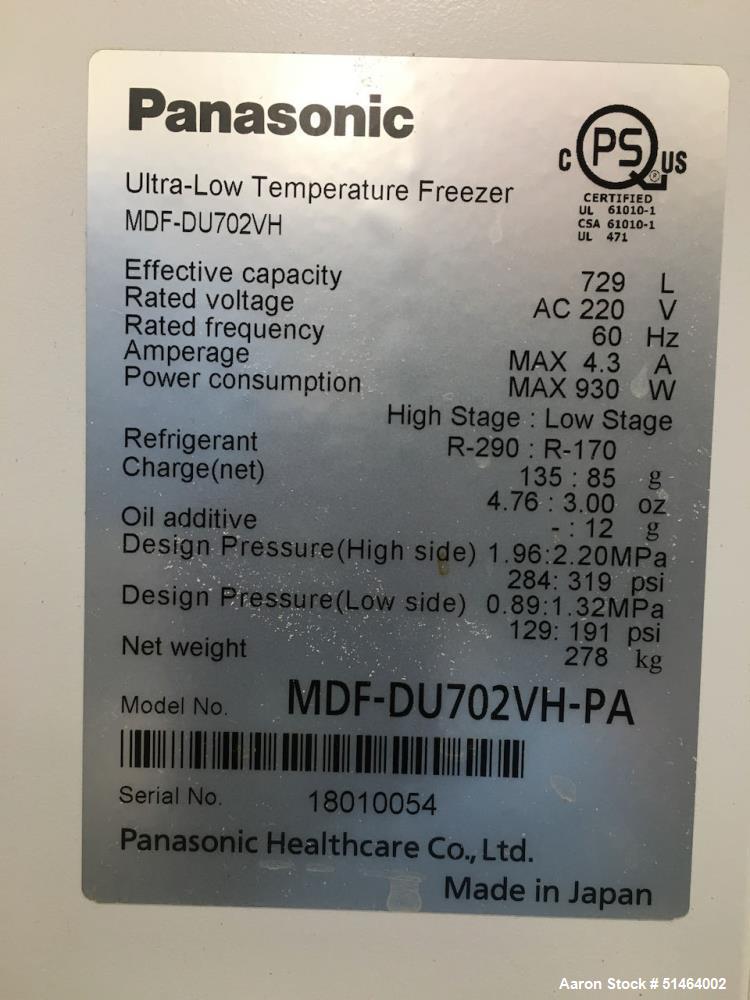 Panasonic
C PS US
®
CERTIFIED
UL 61010-1
CSA 61010-1
UL 471
Ultra-Low Temperature Freezer
MDF-DU702VH
Effective capacity 729 L
Rated voltage AC 220 V
Rated frequency 60 Hz
Amperage MAX 4.3 A
Power consumption MAX 930 W
High Stage : Low Stage
Refrigerant R-290 : R-170
Charge(net) 135 : 85 g
4.76 : 3.00 oz
Oil additive - : 12 g
Design Pressure(High side) 1.96:2.20MPa
284: 319 psi
Design Pressure(Low side) 0.89:1.32MPa
129: 191 psi
Net weight 278 kg
Model No. MDF-DU702VH-PA
Serial No. 18010054
Panasonic Healthcare Co., Ltd.
Made in Japan
Aaron Stock # 51464002